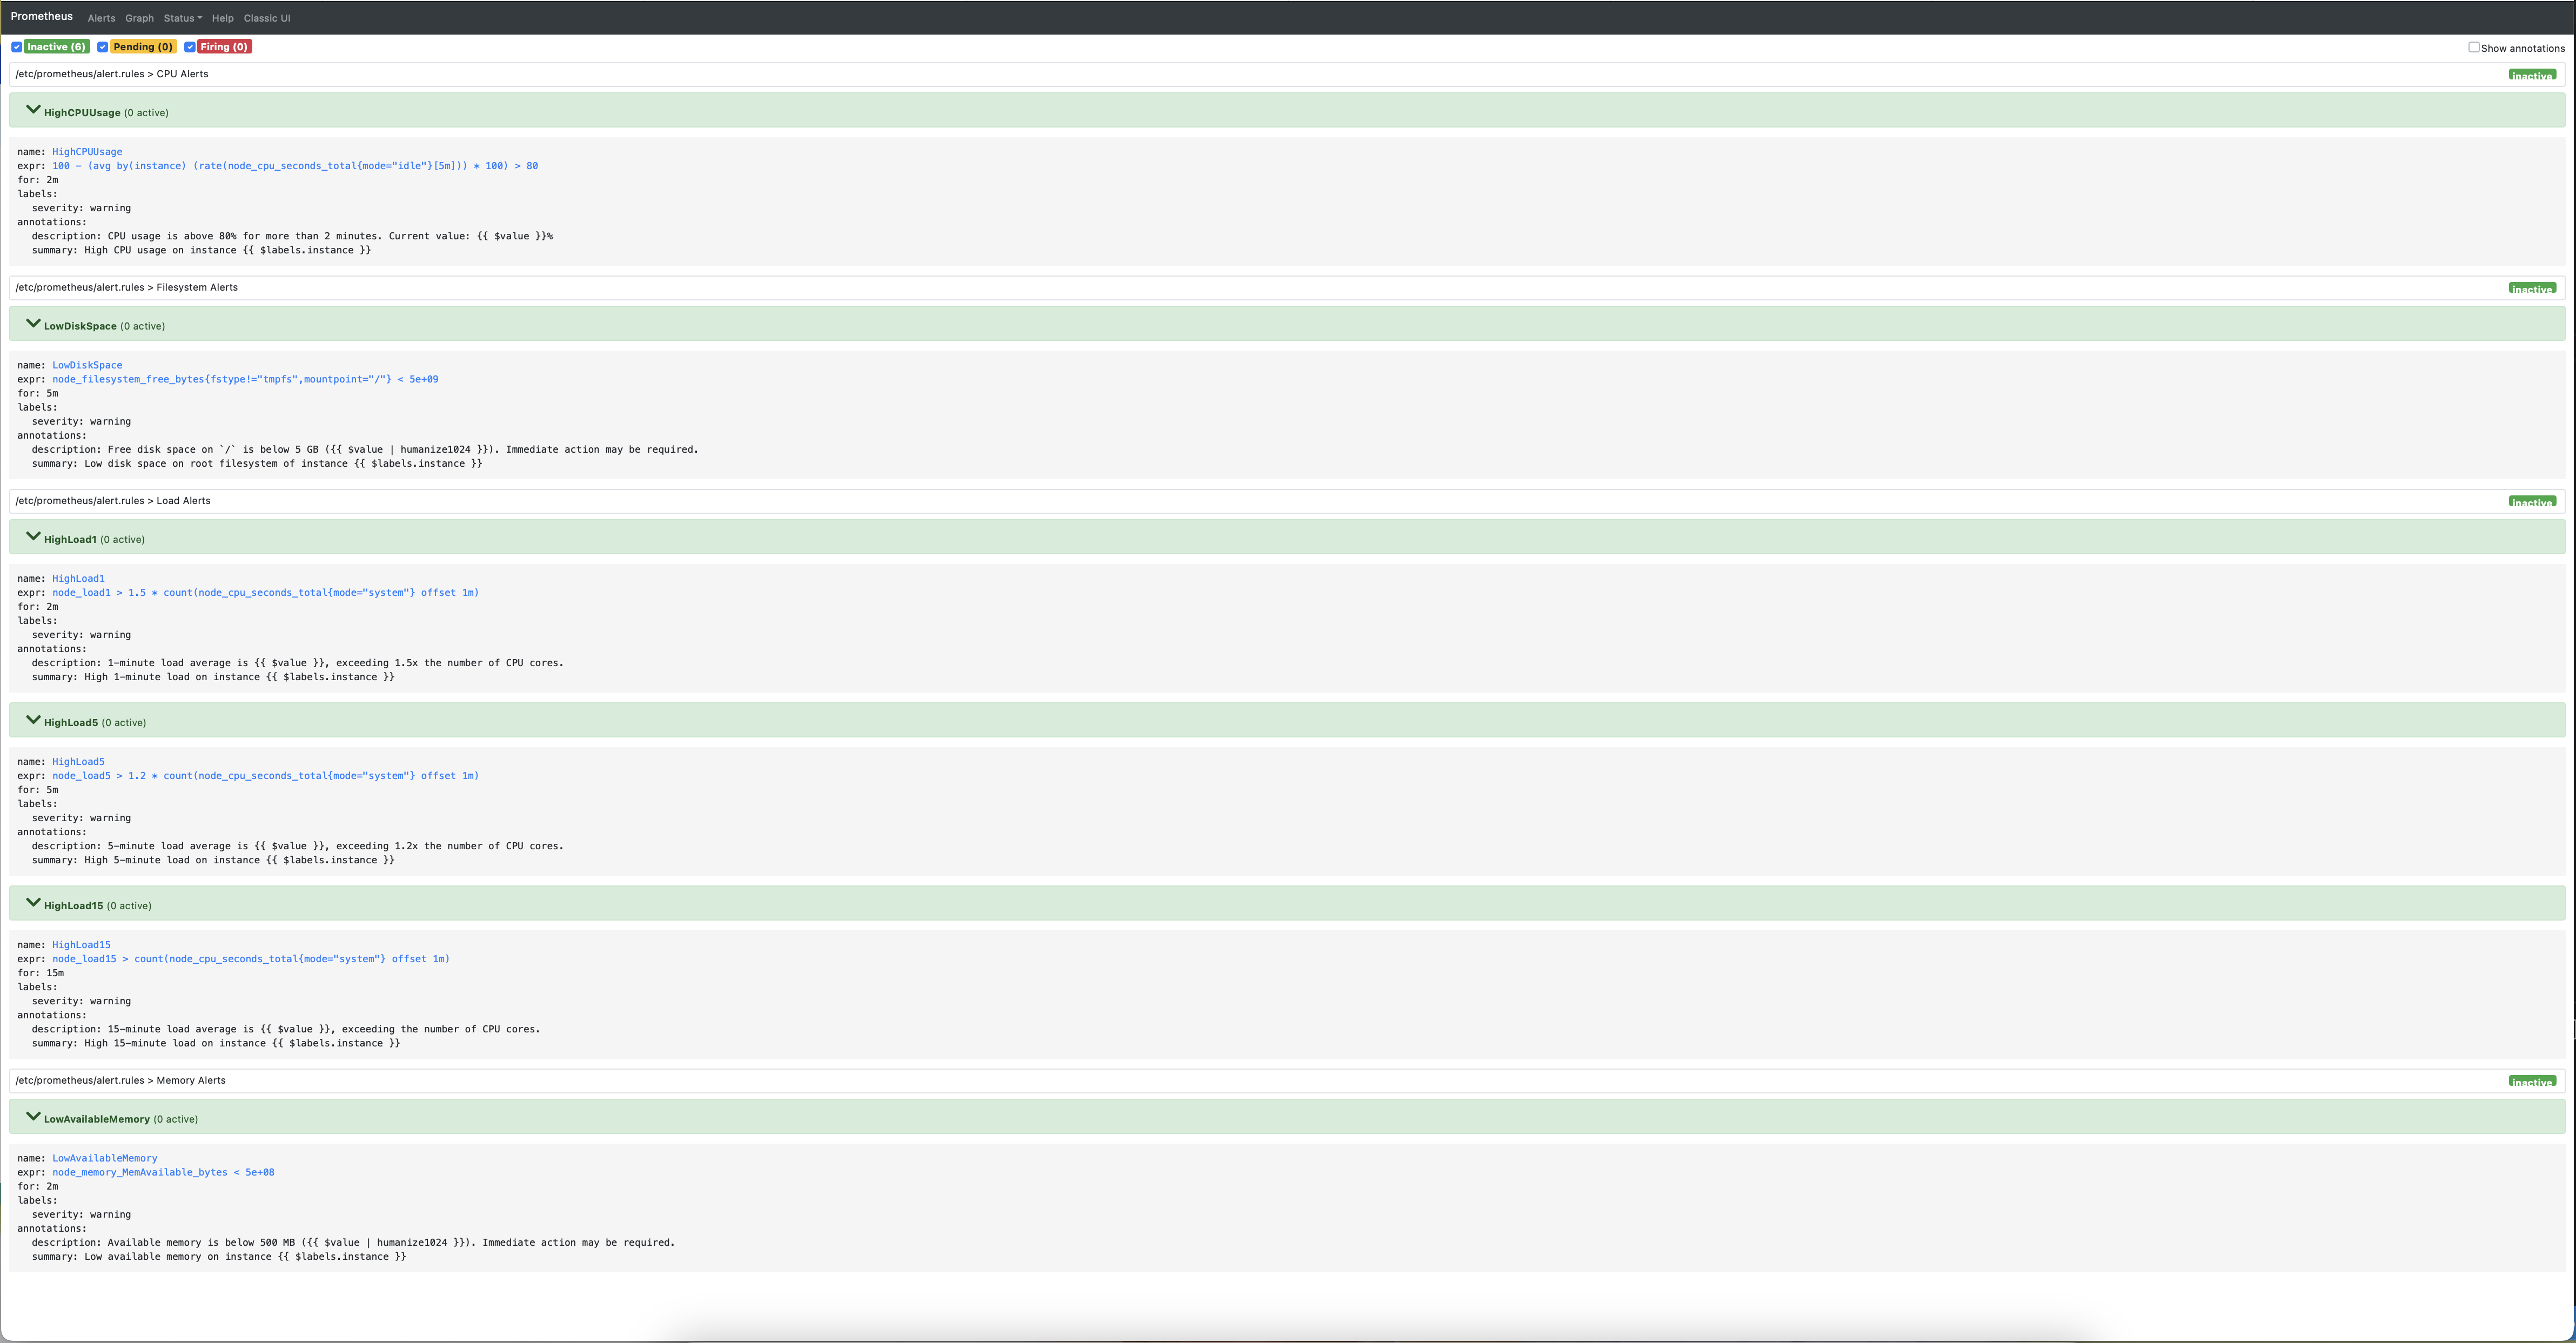 Prometheus Alerts Graph Status Help Classic UI
Inactive (6) Pending (0) Firing (0) Show annotations
/etc/prometheus/alert.rules > CPU Alerts inactive
HighCPUUsage (0 active)
name: HighCPUUsage
expr: 100 - (avg by(instance) (rate(node_cpu_seconds_total{mode="idle"}[5m])) * 100) > 80
for: 2m
labels:
severity: warning
annotations:
description: CPU usage is above 80% for more than 2 minutes. Current value: {{ $value }}%
summary: High CPU usage on instance {{ $labels.instance }}
/etc/prometheus/alert.rules > Filesystem Alerts inactive
LowDiskSpace (0 active)
name: LowDiskSpace
expr: node_filesystem_free_bytes{fstype!="tmpfs",mountpoint="/"} < 5e+09
for: 5m
labels:
severity: warning
annotations:
description: Free disk space on `/` is below 5 GB ({{ $value | humanize1024 }}). Immediate action may be required.
summary: Low disk space on root filesystem of instance {{ $labels.instance }}
/etc/prometheus/alert.rules > Load Alerts inactive
HighLoad1 (0 active)
name: HighLoad1
expr: node_load1 > 1.5 * count(node_cpu_seconds_total{mode="system"} offset 1m)
for: 2m
labels:
severity: warning
annotations:
description: 1-minute load average is {{ $value }}, exceeding 1.5x the number of CPU cores.
summary: High 1-minute load on instance {{ $labels.instance }}
HighLoad5 (0 active)
name: HighLoad5
expr: node_load5 > 1.2 * count(node_cpu_seconds_total{mode="system"} offset 1m)
for: 5m
labels:
severity: warning
annotations:
description: 5-minute load average is {{ $value }}, exceeding 1.2x the number of CPU cores.
summary: High 5-minute load on instance {{ $labels.instance }}
HighLoad15 (0 active)
name: HighLoad15
expr: node_load15 > count(node_cpu_seconds_total{mode="system"} offset 1m)
for: 15m
labels:
severity: warning
annotations:
description: 15-minute load average is {{ $value }}, exceeding the number of CPU cores.
summary: High 15-minute load on instance {{ $labels.instance }}
/etc/prometheus/alert.rules > Memory Alerts inactive
LowAvailableMemory (0 active)
name: LowAvailableMemory
expr: node_memory_MemAvailable_bytes < 5e+08
for: 2m
labels:
severity: warning
annotations:
description: Available memory is below 500 MB ({{ $value | humanize1024 }}). Immediate action may be required.
summary: Low available memory on instance {{ $labels.instance }}